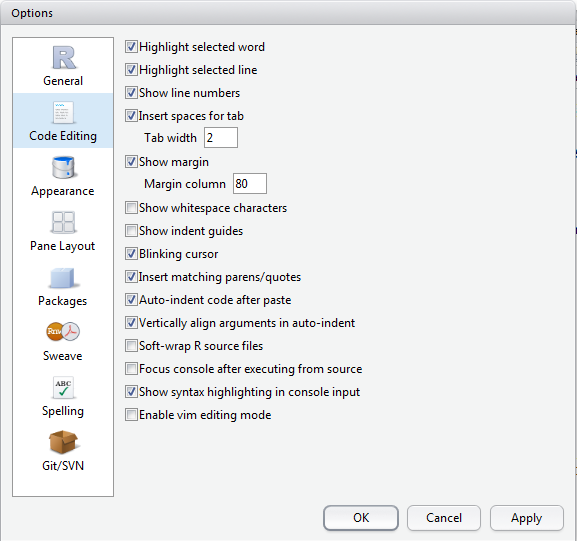 Options
R
General
Code Editing
Appearance
Pane Layout
Packages
Rnw
Sweave
ABC
Spelling
Git/SVN
Highlight selected word
Highlight selected line
Show line numbers
Insert spaces for tab
Tab width 2
Show margin
Margin column 80
Show whitespace characters
Show indent guides
Blinking cursor
Insert matching parens/quotes
Auto-indent code after paste
Vertically align arguments in auto-indent
Soft-wrap R source files
Focus console after executing from source
Show syntax highlighting in console input
Enable vim editing mode
OK Cancel Apply